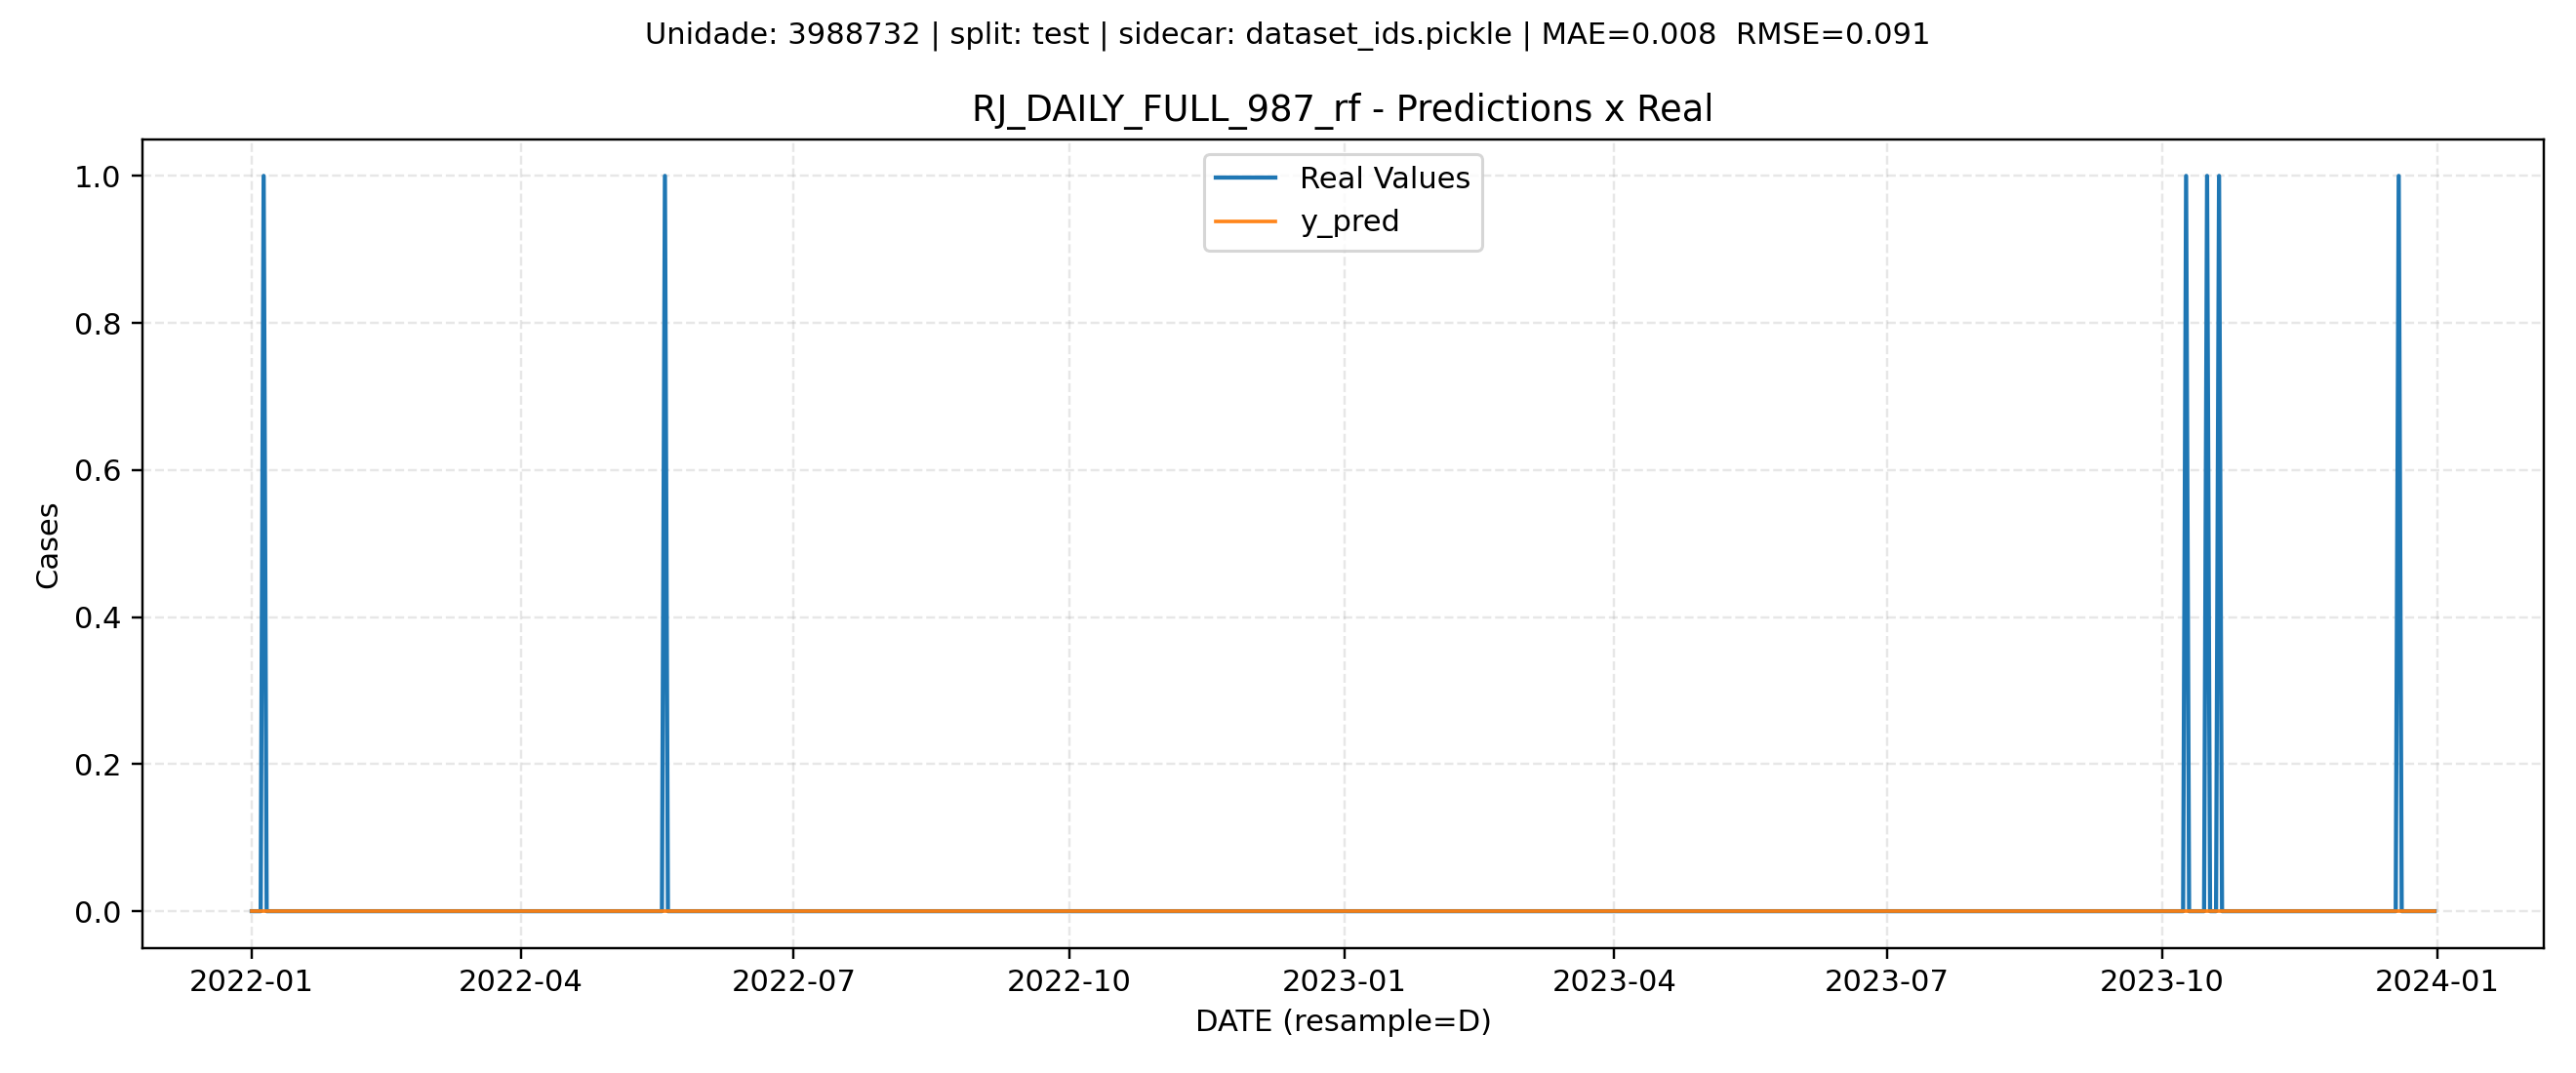 Unidade: 3988732 | split: test | sidecar: dataset_ids.pickle | MAE=0.008  RMSE=0.091
RJ_DAILY_FULL_987_rf - Predictions x Real
Real Values
y_pred
1.0
0.8
0.6
0.4
0.2
0.0
Cases
2022-01 2022-04 2022-07 2022-10 2023-01 2023-04 2023-07 2023-10 2024-01
DATE (resample=D)